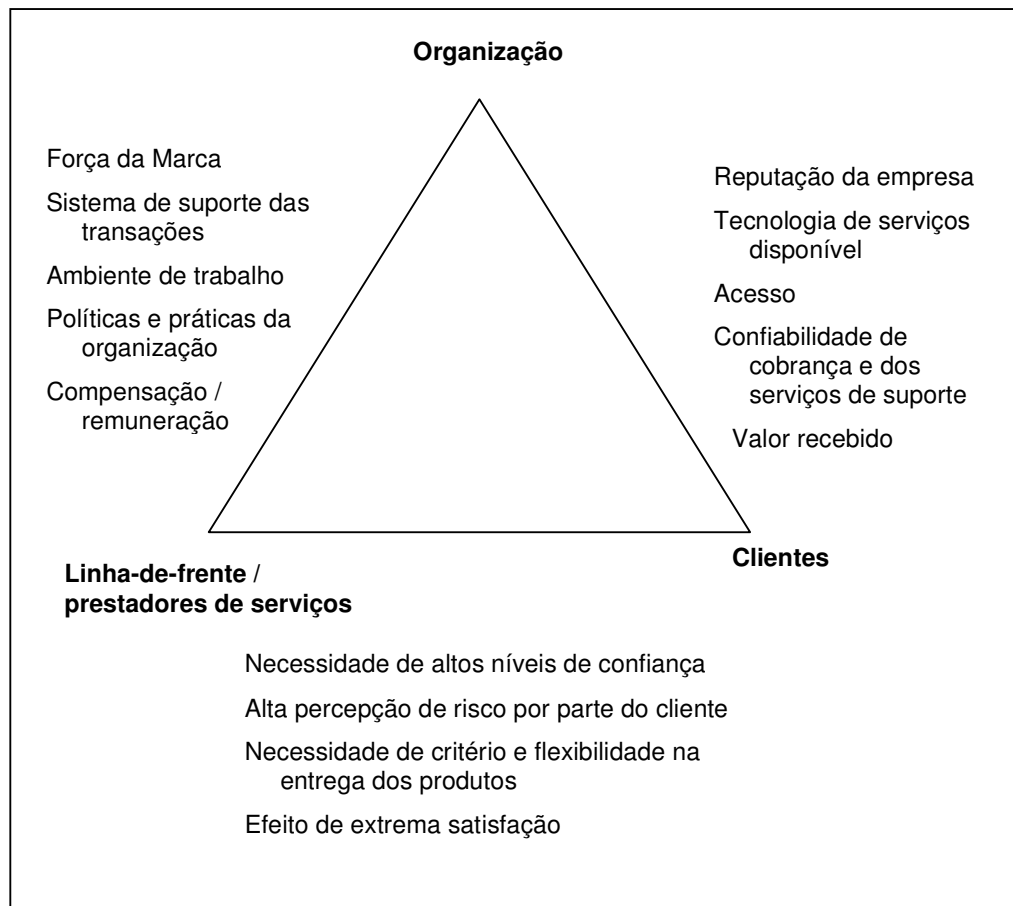 Organização
Força da Marca
Sistema de suporte das
transações
Ambiente de trabalho
Políticas e práticas da
organização
Compensação /
remuneração
Reputação da empresa
Tecnologia de serviços
disponível
Acesso
Confiabilidade de
cobrança e dos
serviços de suporte
Valor recebido
Linha-de-frente /
prestadores de serviços
Clientes
Necessidade de altos níveis de confiança
Alta percepção de risco por parte do cliente
Necessidade de critério e flexibilidade na
entrega dos produtos
Efeito de extrema satisfação